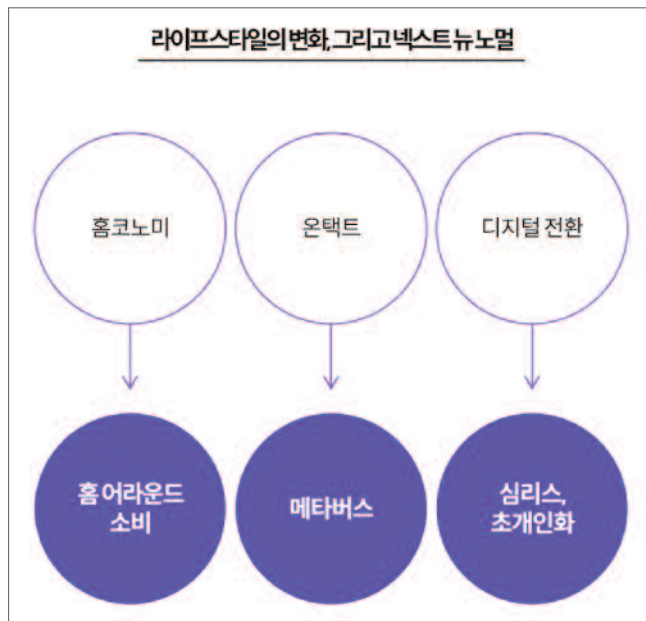 라이프스타일의 변화, 그리고 넥스트 뉴 노멀
홈코노미
온택트
디지털 전환
홈 어라운드
소비
메타버스
심리스,
초개인화